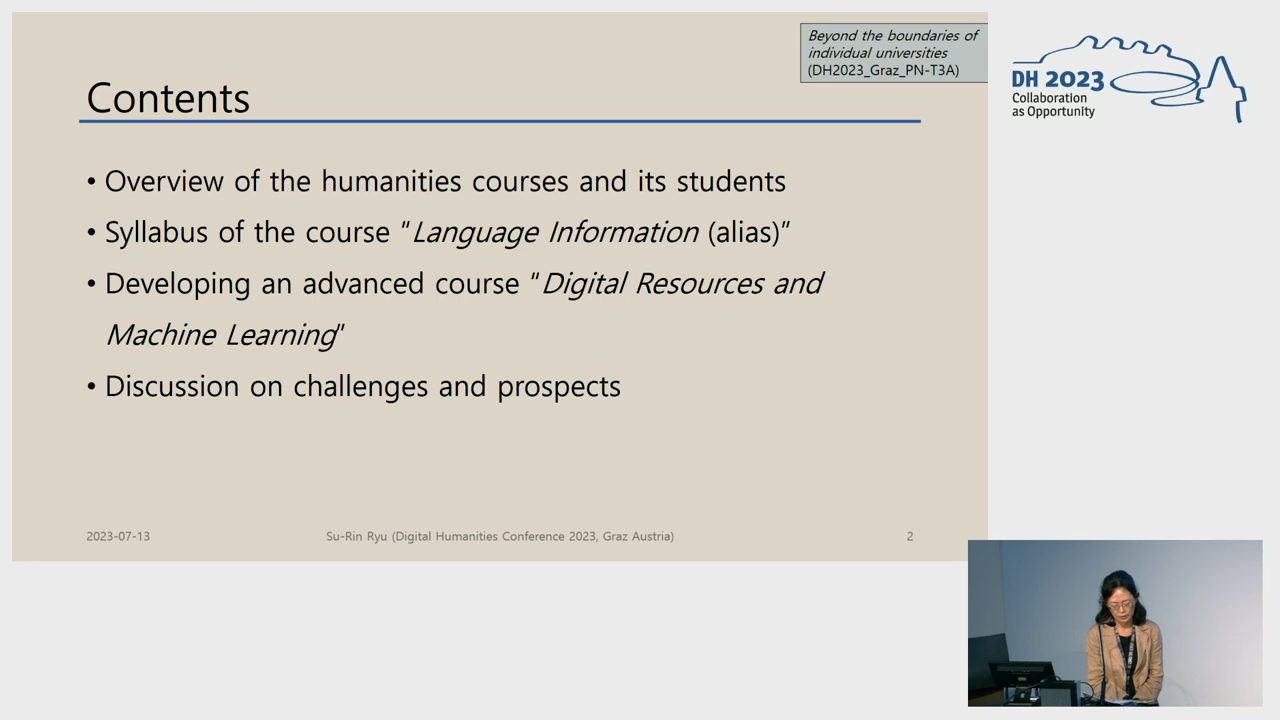 Beyond the boundaries of
individual universities
(DH2023_Graz_PN-T3A)
DH 2023
Collaboration
as Opportunity
Contents
• Overview of the humanities courses and its students
• Syllabus of the course "Language Information (alias)"
• Developing an advanced course "Digital Resources and
Machine Learning"
• Discussion on challenges and prospects
2023-07-13
Su-Rin Ryu (Digital Humanities Conference 2023, Graz Austria)
2